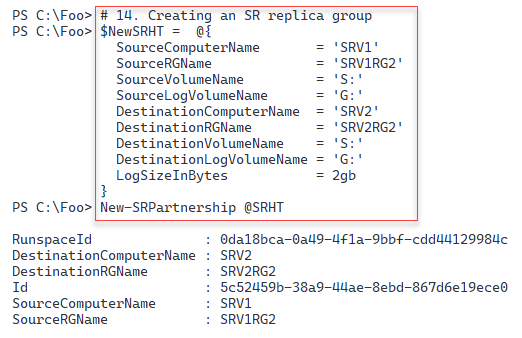 PS C:\Foo> # 14. Creating an SR replica group
PS C:\Foo> $NewSRHT =  @{
  SourceComputerName       = 'SRV1'
  SourceRGName             = 'SRV1RG2'
  SourceVolumeName         = 'S:'
  SourceLogVolumeName      = 'G:'
  DestinationComputerName  = 'SRV2'
  DestinationRGName        = 'SRV2RG2'
  DestinationVolumeName    = 'S:'
  DestinationLogVolumeName = 'G:'
  LogSizeInBytes           = 2gb
}
PS C:\Foo> New-SRPartnership @SRHT
RunspaceId              : 0da18bca-0a49-4f1a-9bbf-cdd44129984c
DestinationComputerName : SRV2
DestinationRGName       : SRV2RG2
Id                      : 5c52459b-38a9-44ae-8ebd-867d6e19ece0
SourceComputerName      : SRV1
SourceRGName            : SRV1RG2